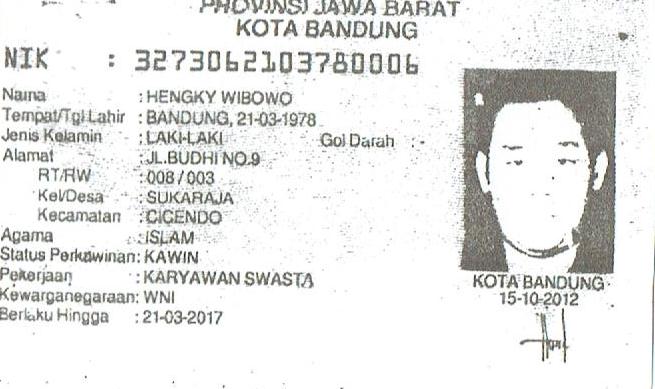 PROVINSI JAWA BARAT
KOTA BANDUNG
NIK : 3273062103780006
Nama : HENGKY WIBOWO
Tempat/Tgl Lahir : BANDUNG, 21-03-1978
Jenis Kelamin : LAKI-LAKI Gol Darah : -
Alamat : JL.BUDHI NO.9
RT/RW : 008 / 003
Kel/Desa : SUKARAJA
Kecamatan : CICENDO
Agama : ISLAM
Status Perkawinan: KAWIN
Pekerjaan : KARYAWAN SWASTA
Kewarganegaraan: WNI
Berlaku Hingga : 21-03-2017
KOTA BANDUNG
15-10-2012